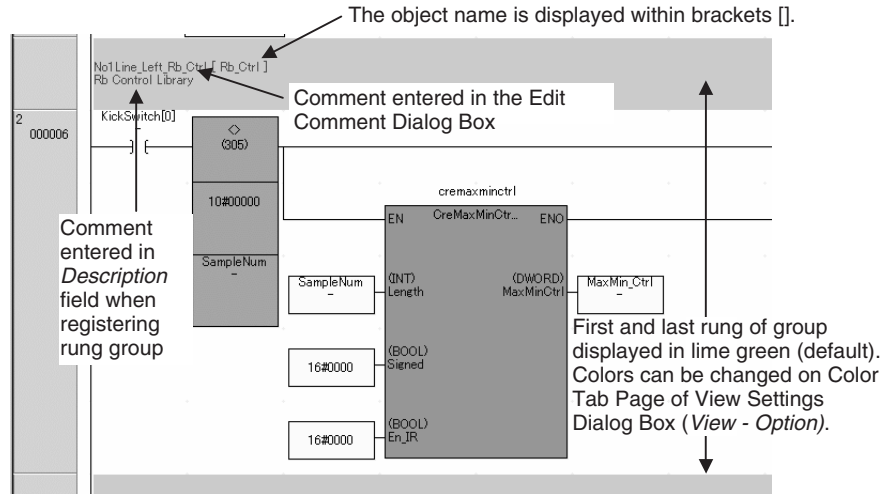 The object name is displayed within brackets [].
No1Line_Left_Rb_Ctrl [ Rb_Ctrl ]
Rb Control Library
Comment entered in the Edit
Comment Dialog Box
2
000006
KickSwitch[0]
–
◇
(305)
10#00000
SampleNum
–
Comment
entered in
Description
field when
registering
rung group
cremaxminctrl
EN
CreMaxMinCtr...
ENO
SampleNum
–
(INT)
Length
(DWORD)
MaxMinCtrl
MaxMin_Ctrl
–
16#0000
(BOOL)
Signed
16#0000
(BOOL)
En_IR
First and last rung of group
displayed in lime green (default).
Colors can be changed on Color
Tab Page of View Settings
Dialog Box (View - Option).